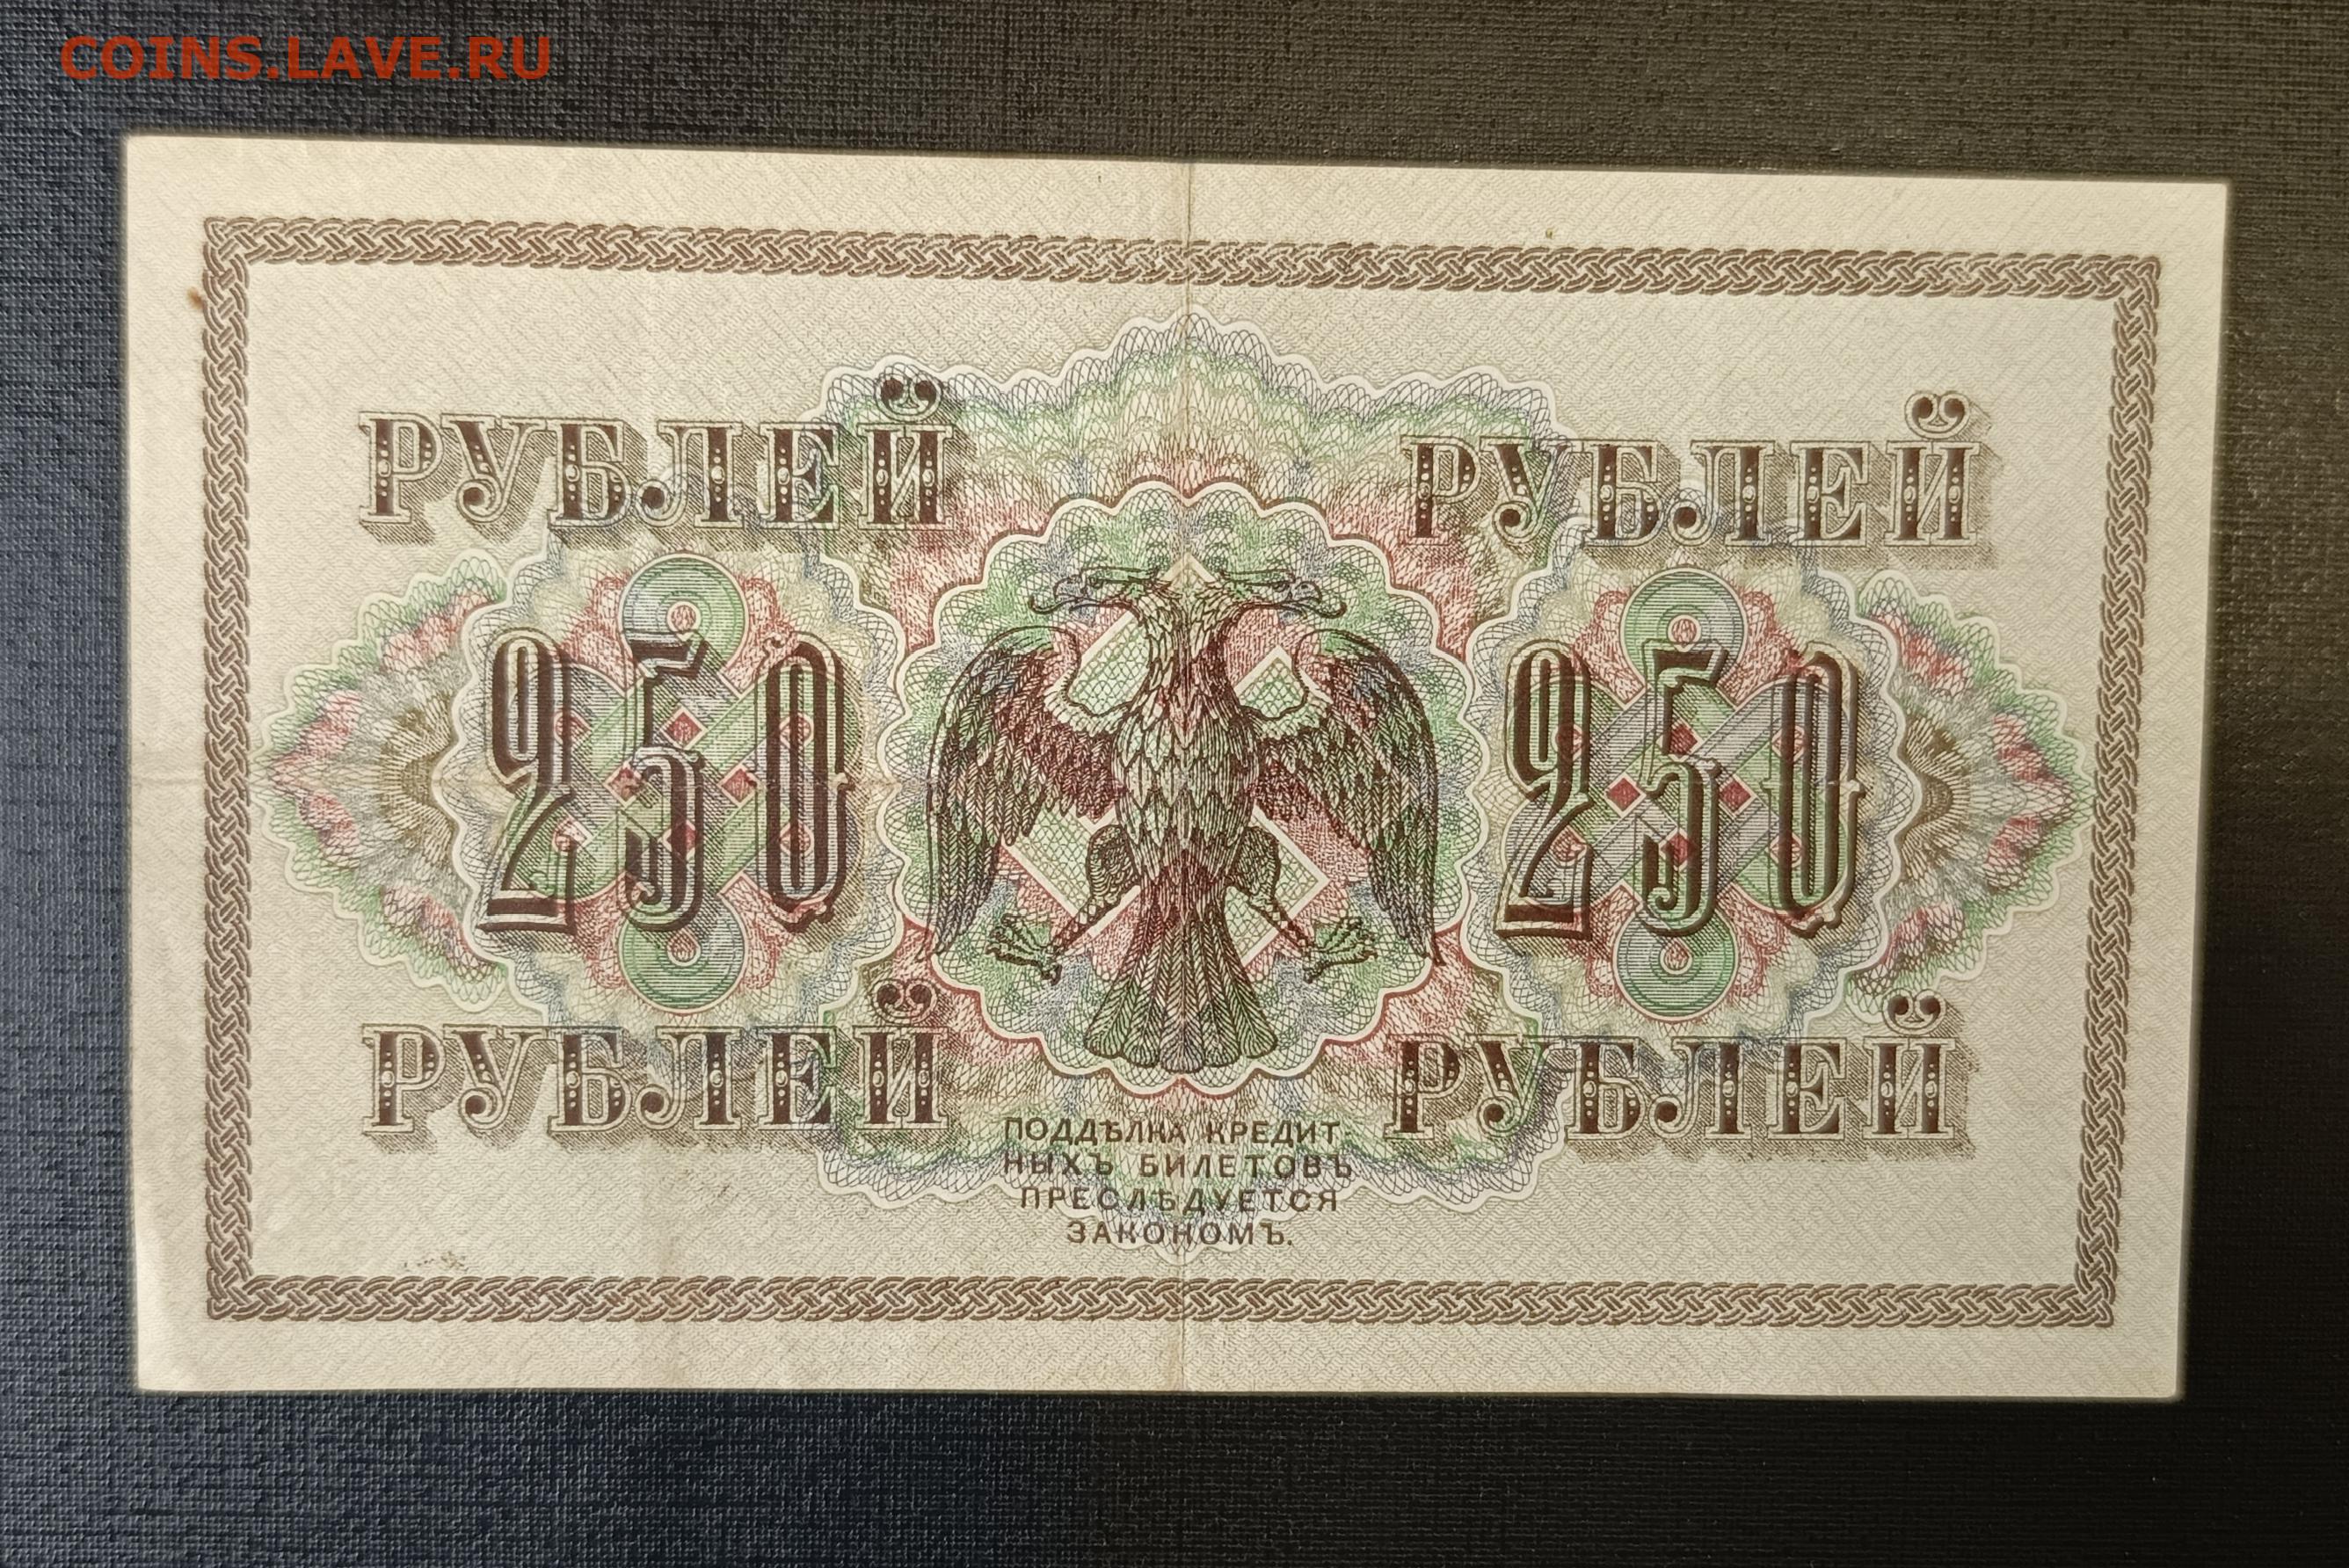 COINS.LAVE.RU
РУБЛЕЙ РУБЛЕЙ
250 250
РУБЛЕЙ РУБЛЕЙ
ПОДДѢЛКА КРЕДИТ
НЫХЪ БИЛЕТОВЪ
ПРЕСЛѢДУЕТСЯ
ЗАКОНОМЪ.